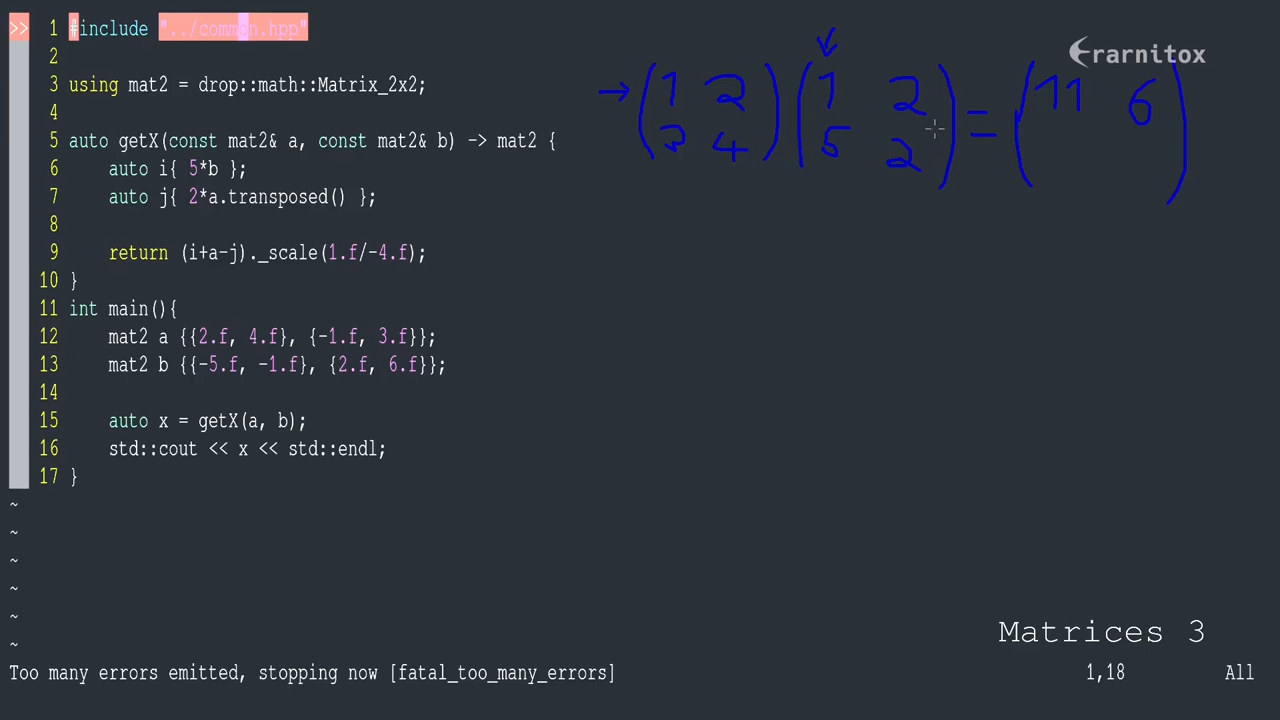 >> 1 #include "../common.hpp"
2
3 using mat2 = drop::math::Matrix_2x2;
4
5 auto getX(const mat2& a, const mat2& b) -> mat2 {
6 auto i{ 5*b };
7 auto j{ 2*a.transposed() };
8
9 return (i+a-j)._scale(1.f/-4.f);
10 }
11 int main(){
12 mat2 a {{2.f, 4.f}, {-1.f, 3.f}};
13 mat2 b {{-5.f, -1.f}, {2.f, 6.f}};
14
15 auto x = getX(a, b);
16 std::cout << x << std::endl;
17 }
~
~
~
~
~
~
Too many errors emitted, stopping now [fatal_too_many_errors] 1,18 All
rarnitox
→ (1 2) (1 2) = (11 6)
(3 4) (5 2)
Matrices 3